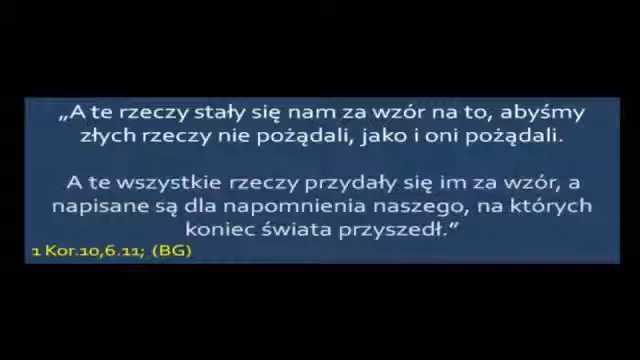 „A te rzeczy stały się nam za wzór na to, abyśmy
złych rzeczy nie pożądali, jako i oni pożądali.
A te wszystkie rzeczy przydały się im za wzór, a
napisane są dla napomnienia naszego, na których
koniec świata przyszedł.”
1 Kor.10,6.11; (BG)